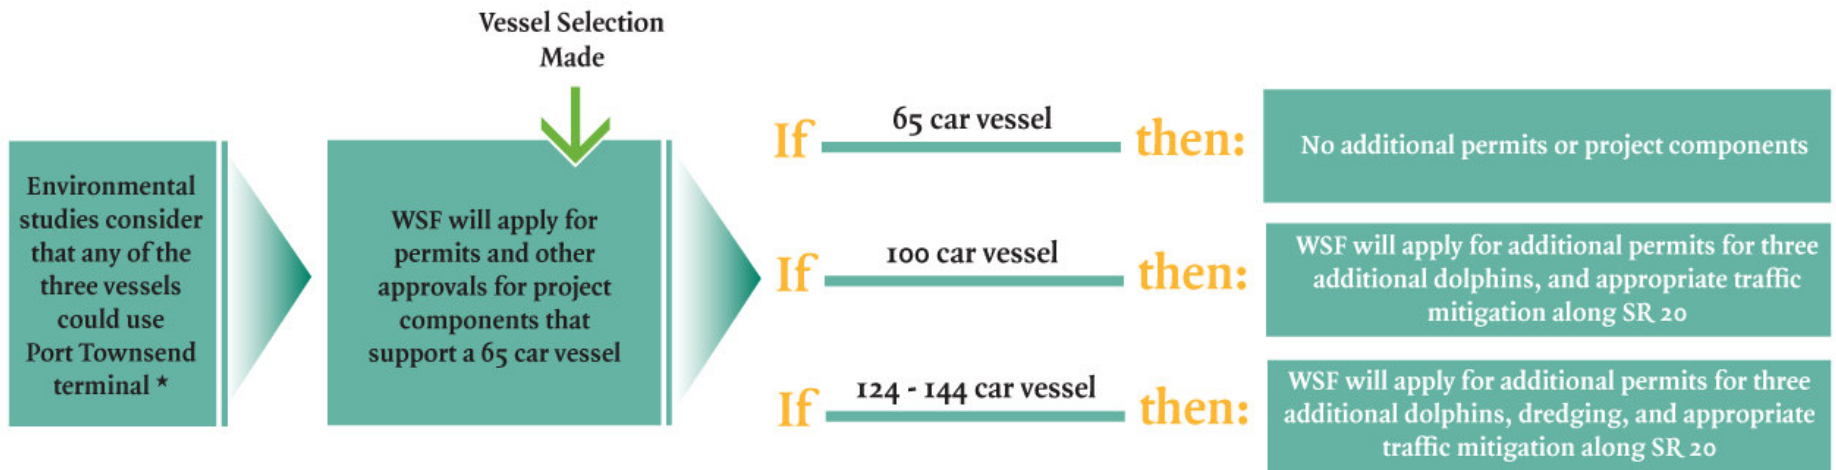 Vessel Selection
Made
Environmental
studies consider
that any of the
three vessels
could use
Port Townsend
terminal ★
WSF will apply for
permits and other
approvals for project
components that
support a 65 car vessel
If 65 car vessel then:
No additional permits or project components
If 100 car vessel then:
WSF will apply for additional permits for three
additional dolphins, and appropriate traffic
mitigation along SR 20
If 124 - 144 car vessel then:
WSF will apply for additional permits for three
additional dolphins, dredging, and appropriate
traffic mitigation along SR 20